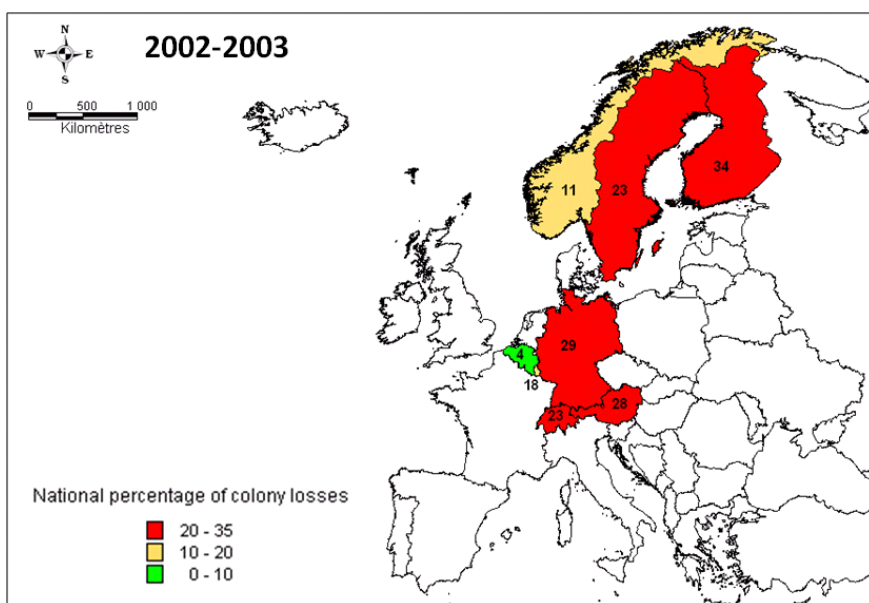 N
2002-2003
W E
S
0 500 1 000
Kilomètres
34
11 23
29
4
18
28
23
National percentage of colony losses
20 - 35
10 - 20
0 - 10